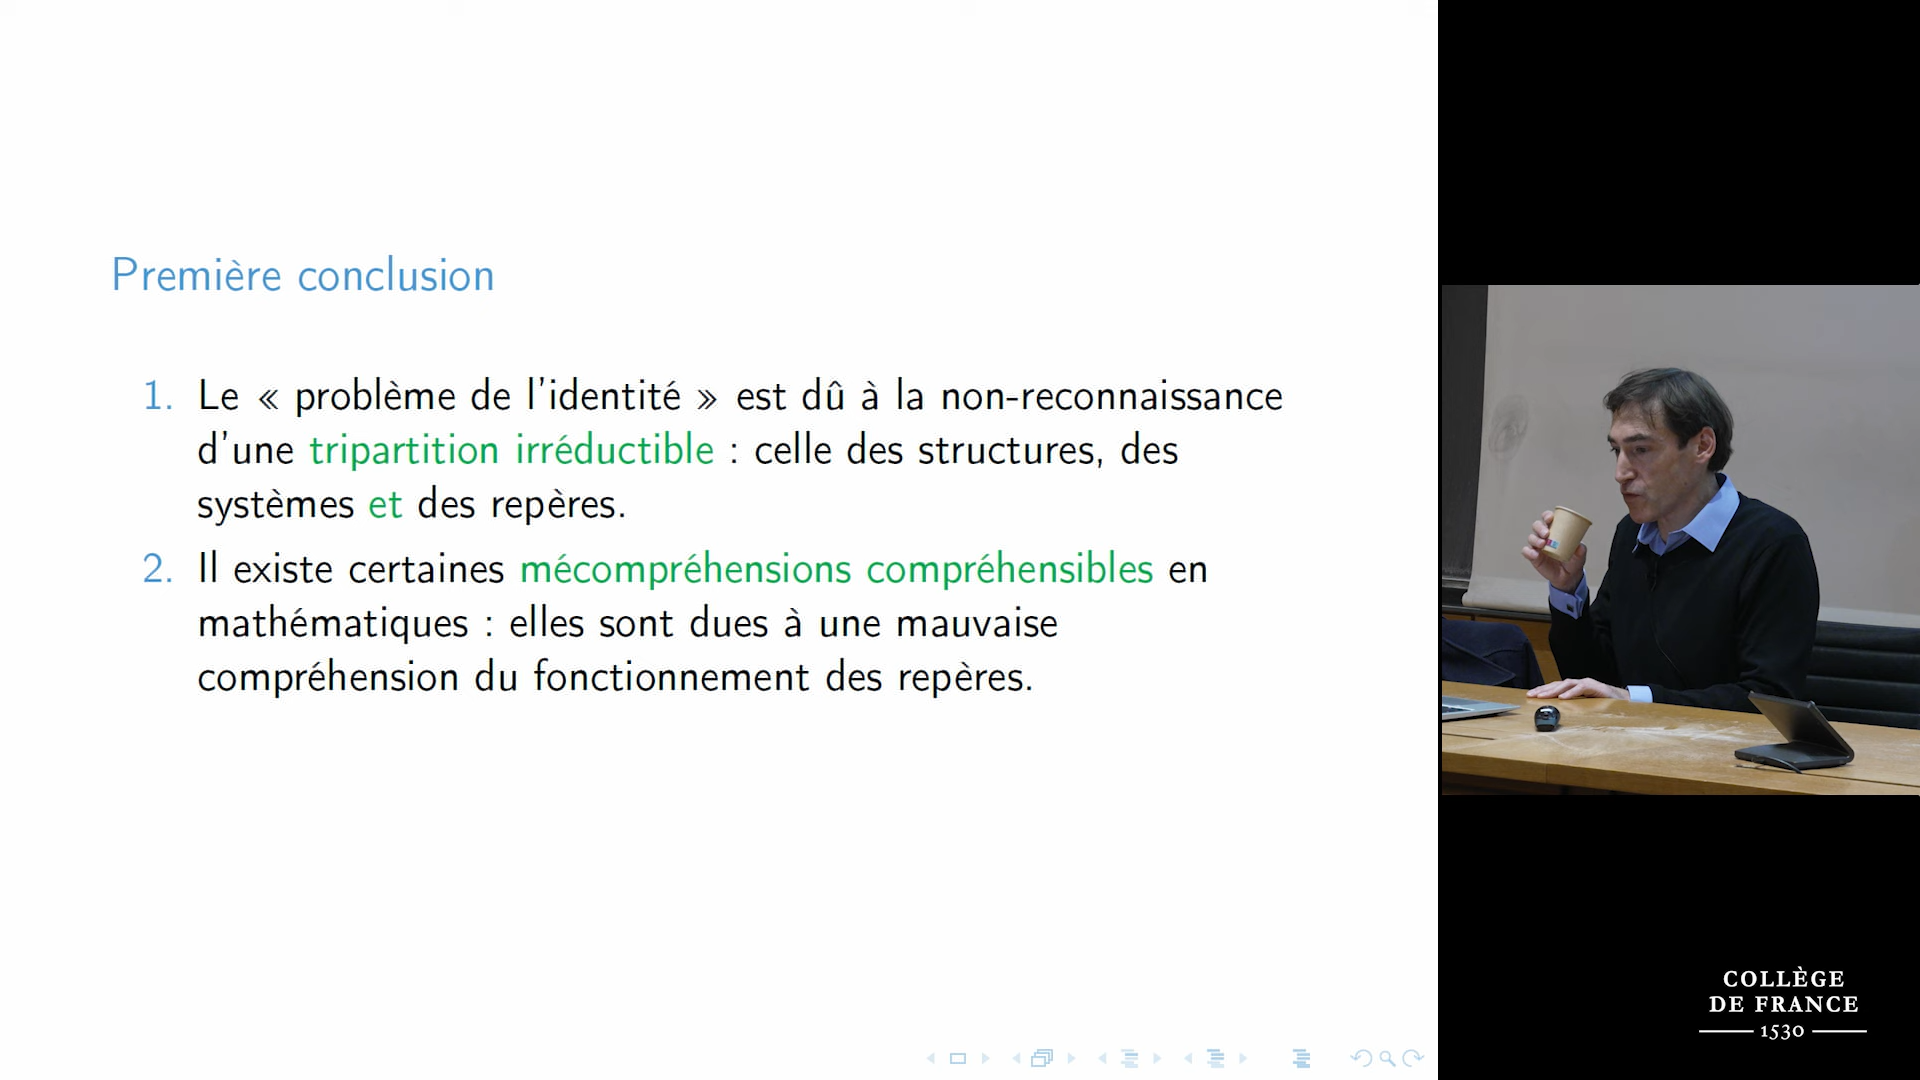 Première conclusion
1. Le « problème de l'identité » est dû à la non-reconnaissance
d'une tripartition irréductible : celle des structures, des
systèmes et des repères.
2. Il existe certaines mécompréhensions compréhensibles en
mathématiques : elles sont dues à une mauvaise
compréhension du fonctionnement des repères.
COLLÈGE
DE FRANCE
1530